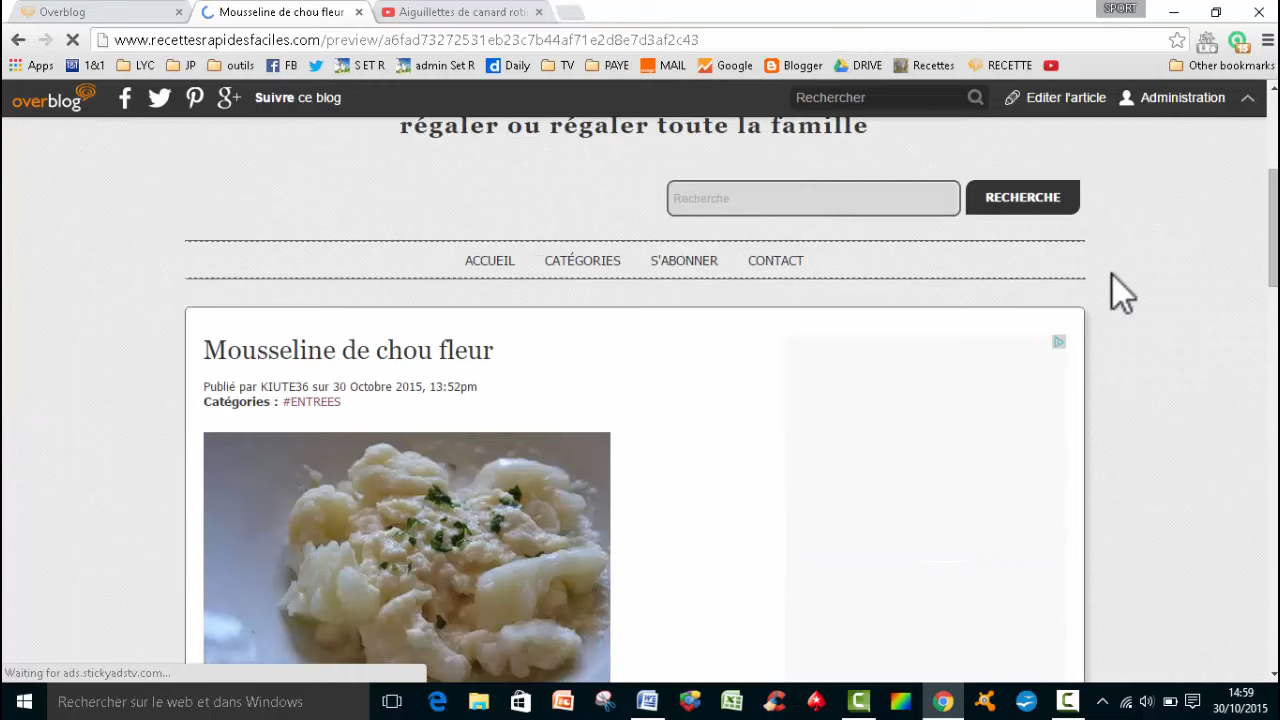 Overblog
Mousseline de chou fleur
Aiguillettes de canard roti
SPORT
www.recettesrapidesfaciles.com/preview/a6fad73272531eb23c7b44af71e2d8e7d3af2c43
Apps 1&1 LYC JP outils FB S ET R admin Set R Daily TV PAYE MAIL Google Blogger DRIVE Recettes RECETTE Other bookmarks
overblog Suivre ce blog Rechercher Editer l'article Administration
régaler ou régaler toute la famille
Recherche RECHERCHE
ACCUEIL CATÉGORIES S'ABONNER CONTACT
Mousseline de chou fleur
Publié par KIUTE36 sur 30 Octobre 2015, 13:52pm
Catégories : #ENTREES
Waiting for ads.stickyadstv.com...
Rechercher sur le web et dans Windows
14:59
30/10/2015